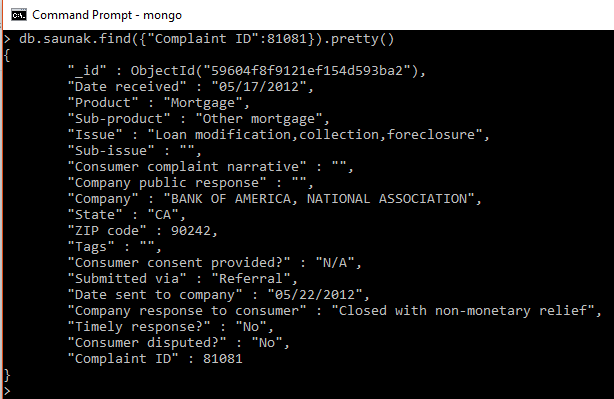 Command Prompt - mongo
> db.saunak.find({"Complaint ID":81081}).pretty()
{
"_id" : ObjectId("59604f8f9121ef154d593ba2"),
"Date received" : "05/17/2012",
"Product" : "Mortgage",
"Sub-product" : "Other mortgage",
"Issue" : "Loan modification,collection,foreclosure",
"Sub-issue" : "",
"Consumer complaint narrative" : "",
"Company public response" : "",
"Company" : "BANK OF AMERICA, NATIONAL ASSOCIATION",
"State" : "CA",
"ZIP code" : 90242,
"Tags" : "",
"Consumer consent provided?" : "N/A",
"Submitted via" : "Referral",
"Date sent to company" : "05/22/2012",
"Company response to consumer" : "Closed with non-monetary relief",
"Timely response?" : "No",
"Consumer disputed?" : "No",
"Complaint ID" : 81081
}
>